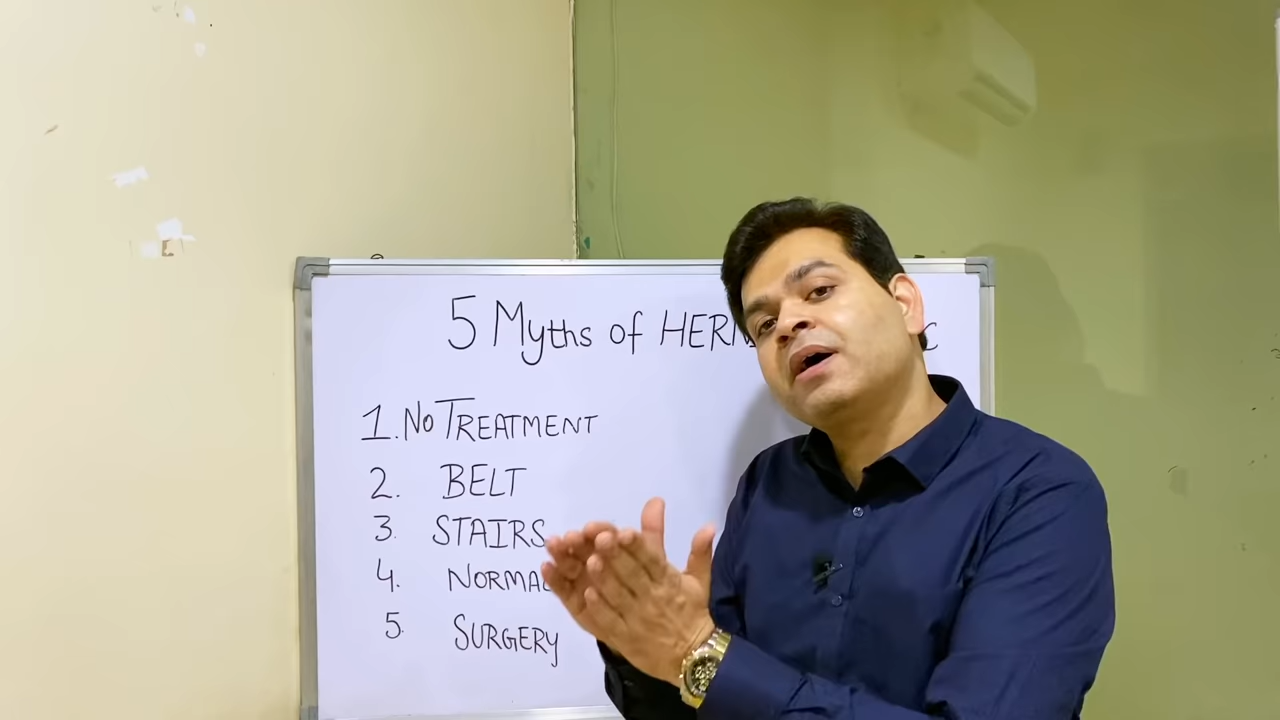 5 Myths of HERN C
1. NO TREATMENT
2. BELT
3. STAIRS
4. NORMAL
5. SURGERY